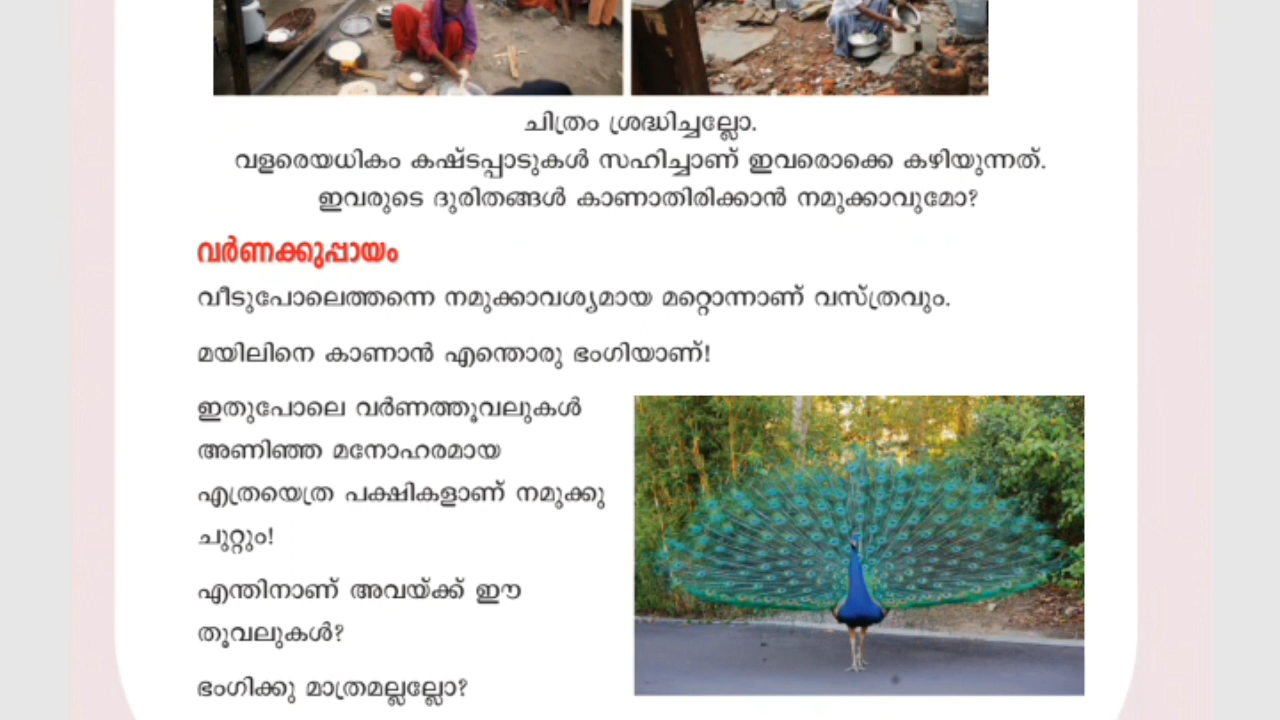 ചിത്രം ശ്രദ്ധിച്ചല്ലോ.
വളരെയധികം കഷ്ടപ്പാടുകൾ സഹിച്ചാണ് ഇവരൊക്കെ കഴിയുന്നത്.
ഇവരുടെ ദുരിതങ്ങൾ കാണാതിരിക്കാൻ നമുക്കാവുമോ?
വർണക്കുപ്പായം
വീടുപോലെത്തന്നെ നമുക്കാവശ്യമായ മറ്റൊന്നാണ് വസ്ത്രവും.
മയിലിനെ കാണാൻ എന്തൊരു ഭംഗിയാണ്!
ഇതുപോലെ വർണത്തൂവലുകൾ
അണിഞ്ഞ മനോഹരമായ
എത്രയെത്ര പക്ഷികളാണ് നമുക്കു
ചുറ്റും!
എന്തിനാണ് അവയ്ക്ക് ഈ
തൂവലുകൾ?
ഭംഗിക്കു മാത്രമല്ലല്ലോ?